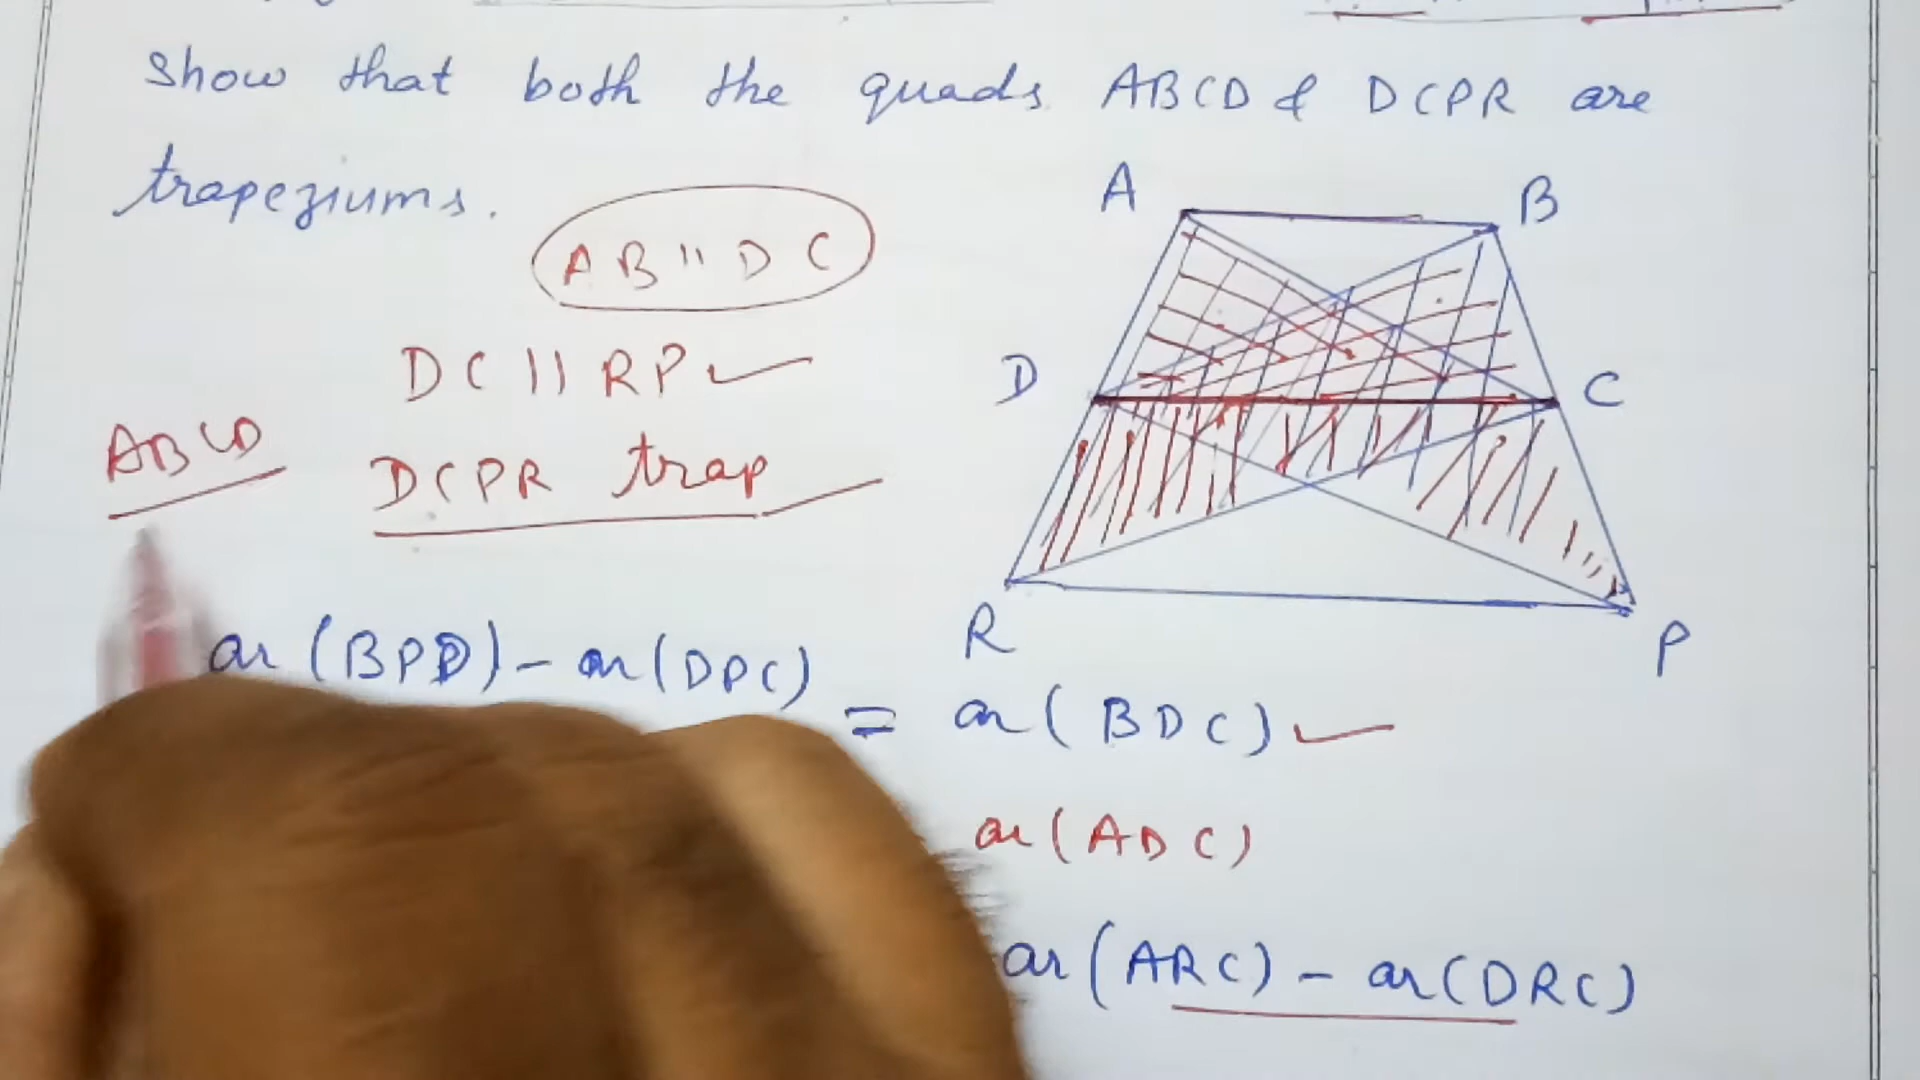 Show that both the quads. ABCD & DCPR are
trapeziums.
AB || DC
DC || RP ✓
ABCD
DCPR trap
A
B
D
C
R
P
ar (BPD) - ar (DPC)
= ar (BDC) ✓
ar (ADC)
ar (ARC) - ar (DRC)